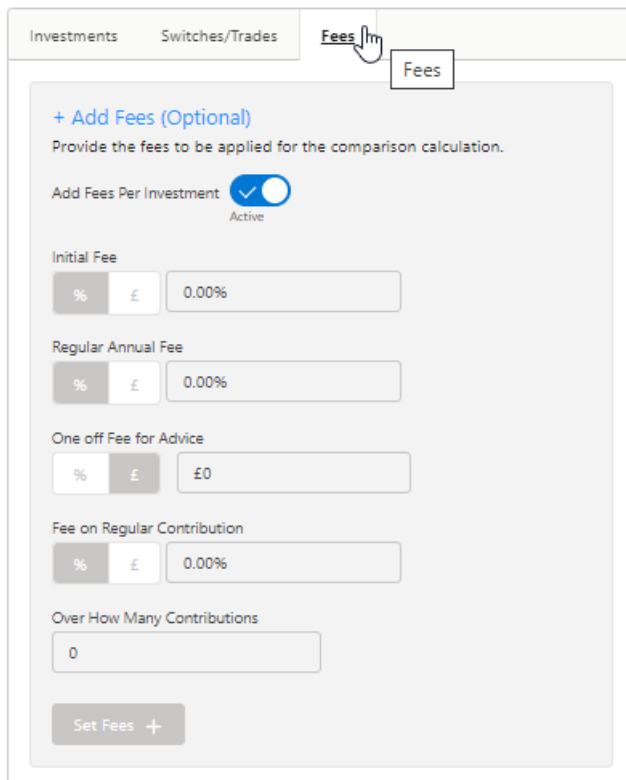 Investments Switches/Trades Fees
Fees
+ Add Fees (Optional)
Provide the fees to be applied for the comparison calculation.
Add Fees Per Investment
Active
Initial Fee
% £ 0.00%
Regular Annual Fee
% £ 0.00%
One off Fee for Advice
% £ £0
Fee on Regular Contribution
% £ 0.00%
Over How Many Contributions
0
Set Fees +